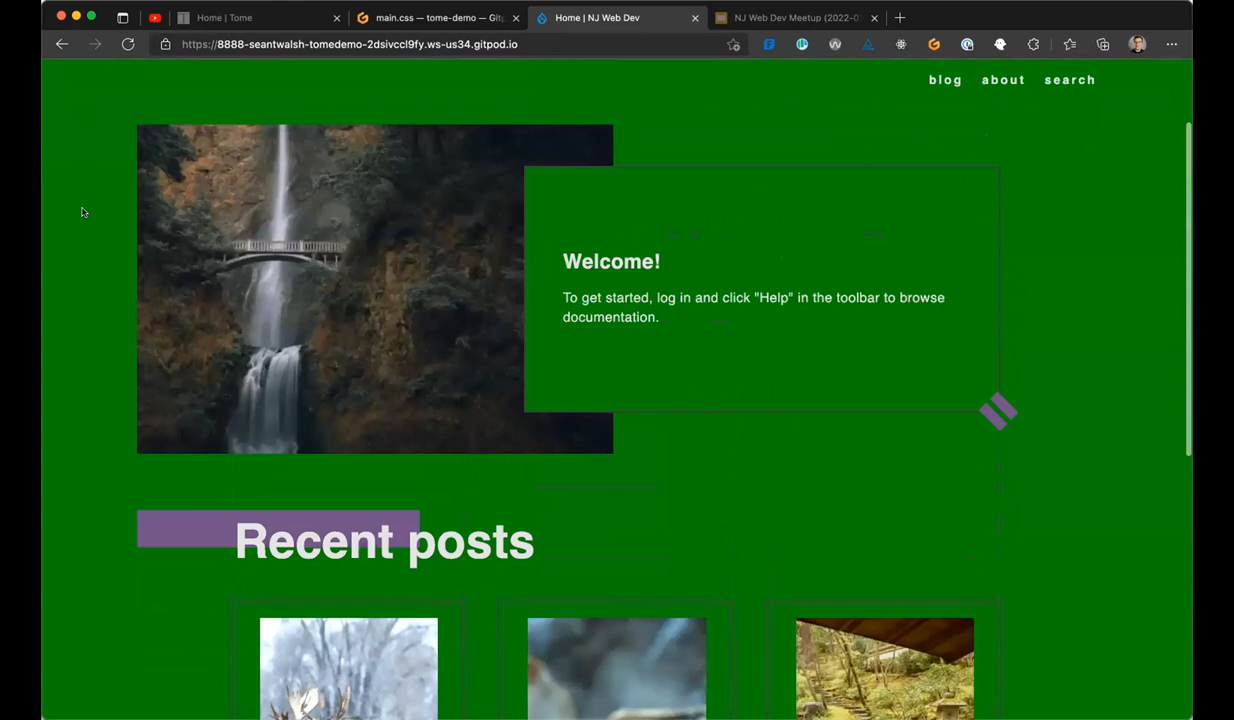 Home | Tome
main.css — tome-demo — Git
Home | NJ Web Dev
NJ Web Dev Meetup (2022-0
https://8888-seantwalsh-tomedemo-2dsivccl9fy.ws-us34.gitpod.io
blog about search
Welcome!
To get started, log in and click "Help" in the toolbar to browse
documentation.
Recent posts